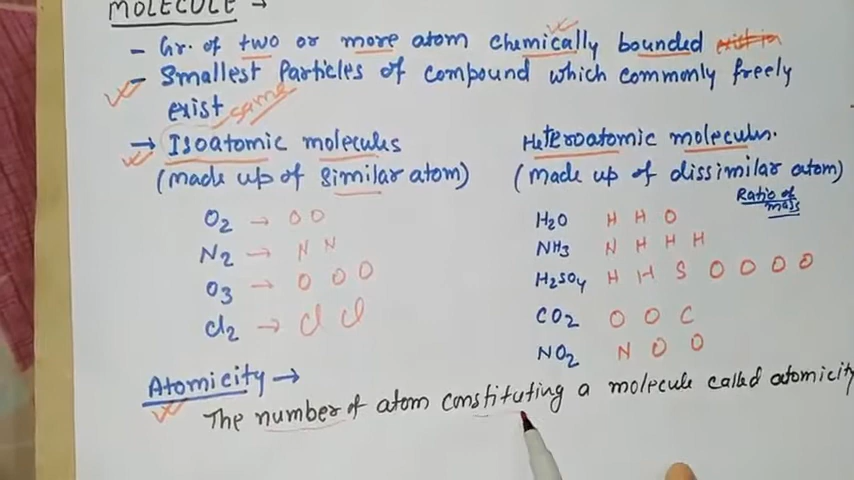 MOLECULE →
- Gr. of two or more atom chemically bounded
- Smallest Particles of compound which commonly freely
exist same
→ Isoatomic molecules
(made up of similar atom)
O2 → O O
N2 → N N
O3 → O O O
Cl2 → Cl Cl
Heteroatomic molecules.
(made up of dissimilar atom)
Ratio of
mass
H2O H H O
NH3 N H H H
H2SO4 H H S O O O O
CO2 O O C
NO2 N O O
Atomicity →
The number of atom constituting a molecule called atomicity